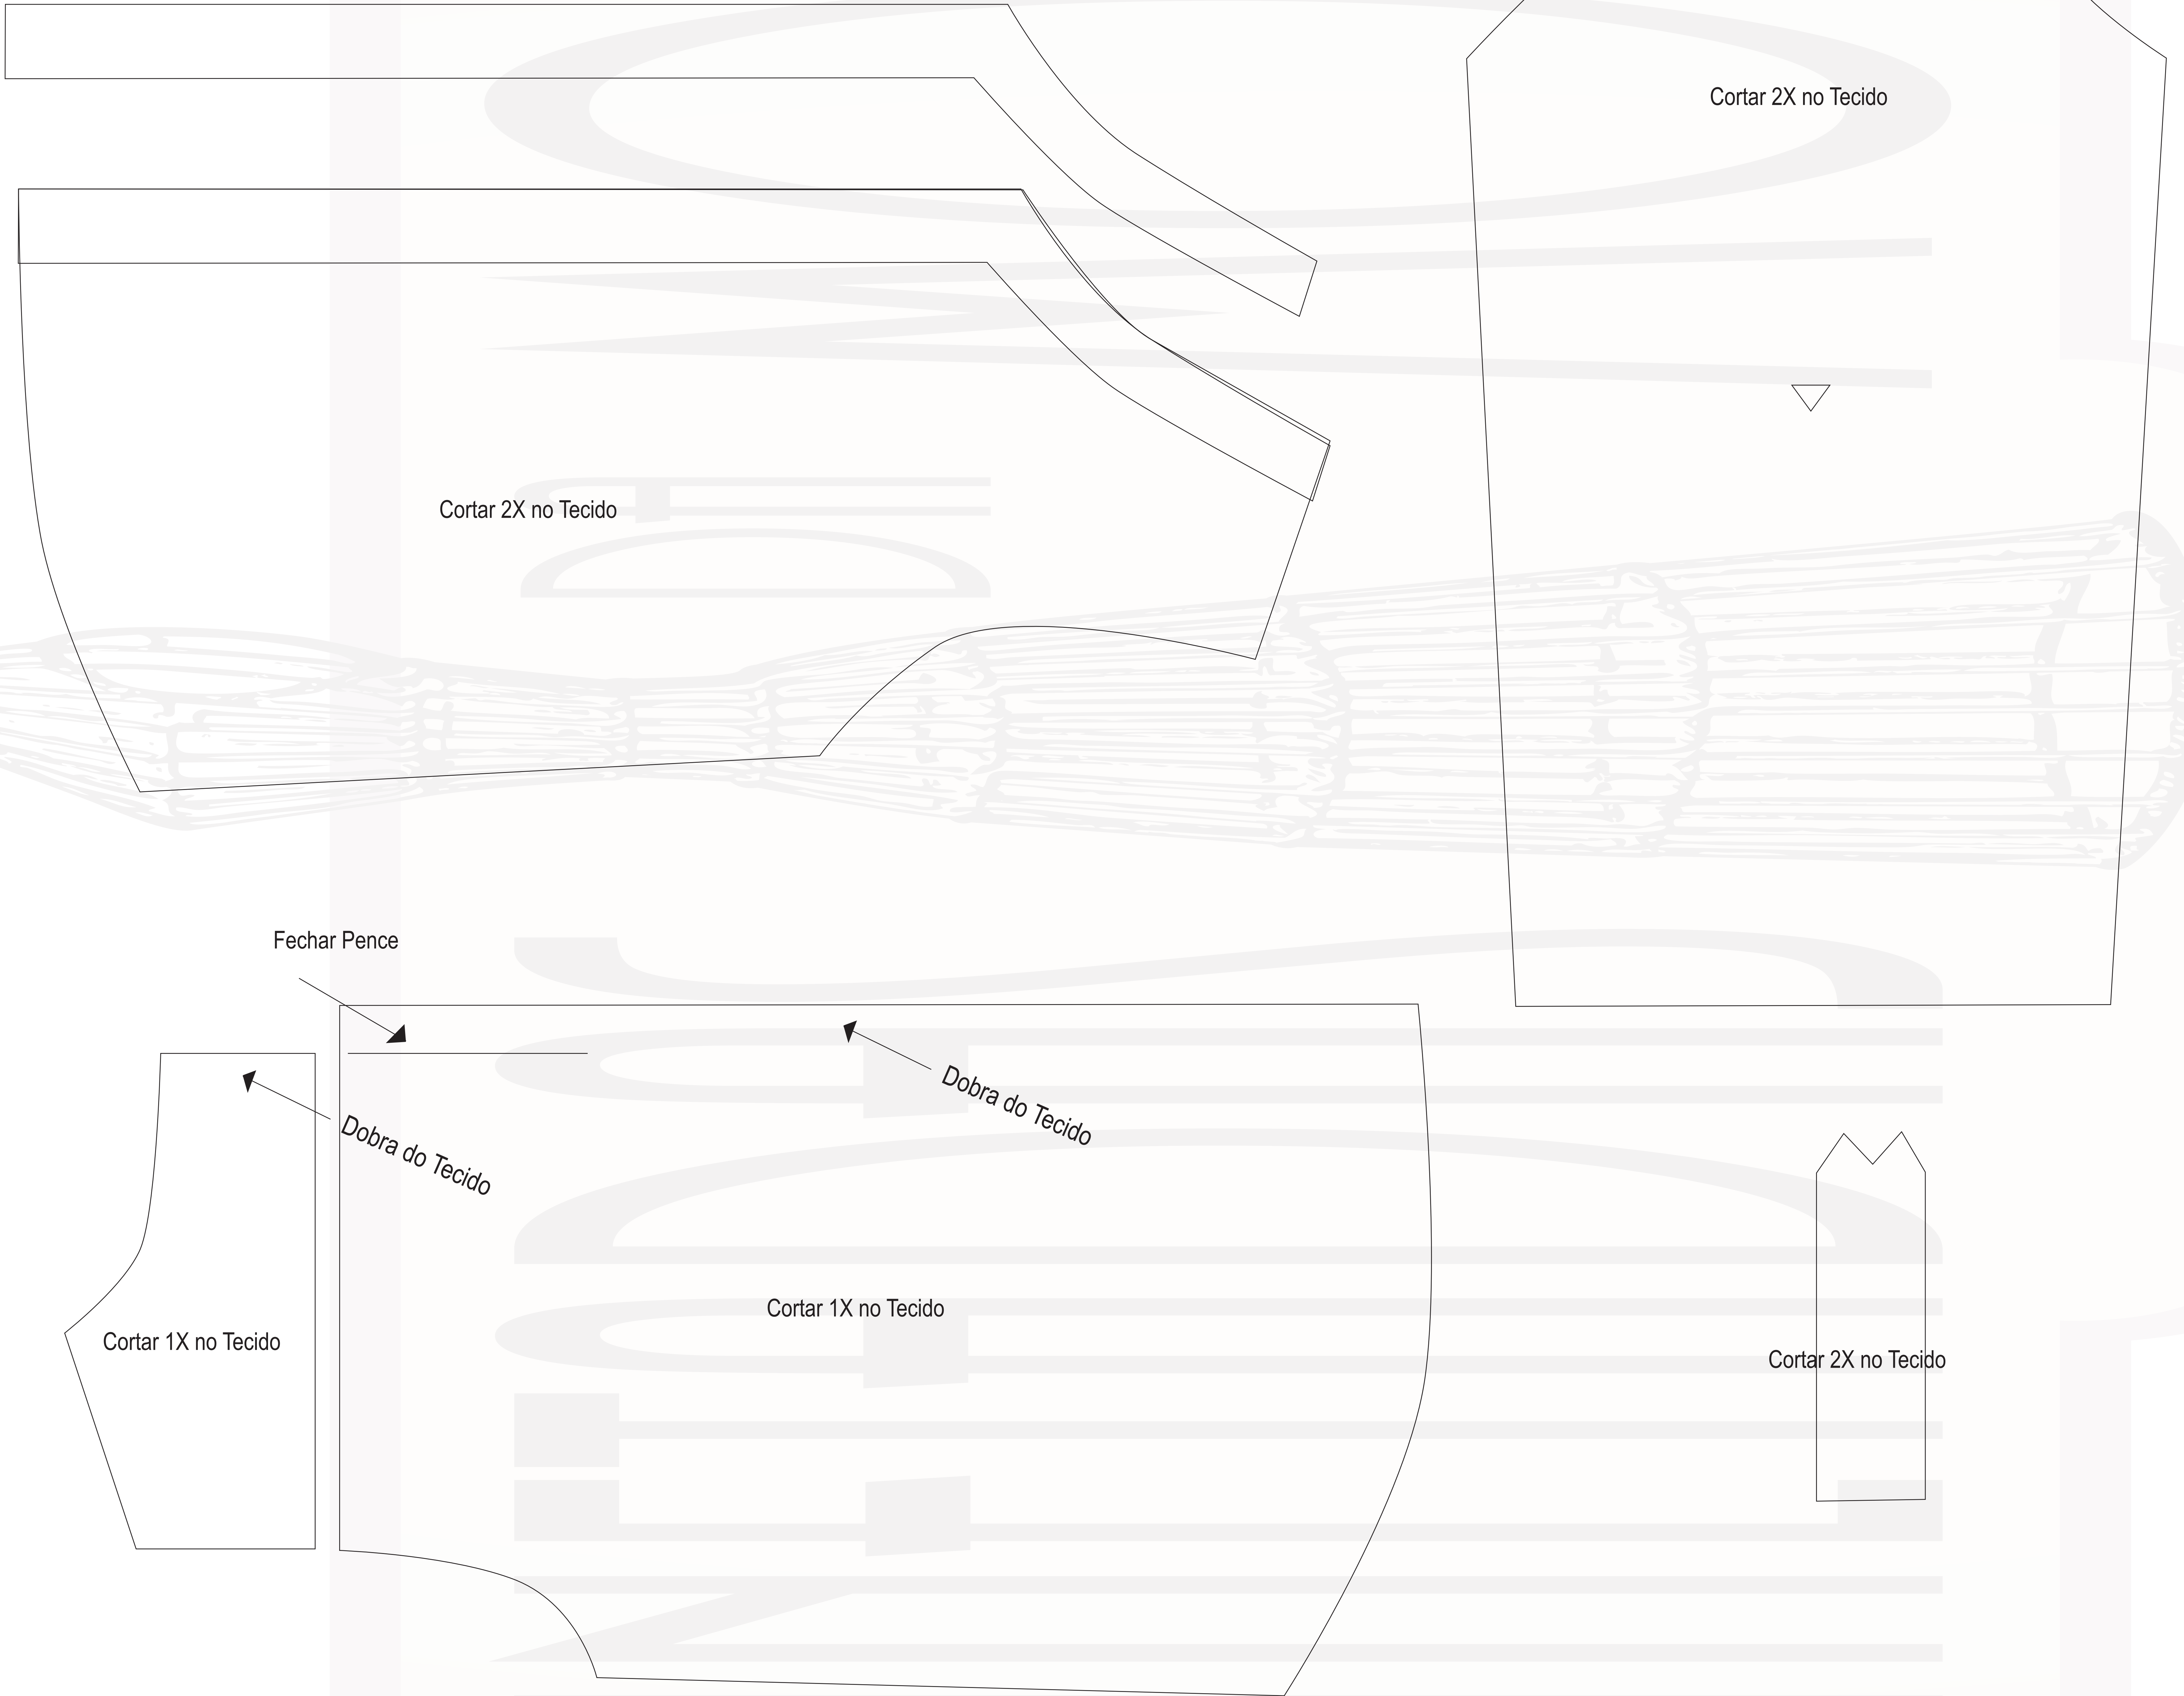 Cortar 2X no Tecido
Cortar 2X no Tecido
Fechar Pence
Dobra do Tecido
Dobra do Tecido
Cortar 1X no Tecido
Cortar 1X no Tecido
Cortar 2X no Tecido